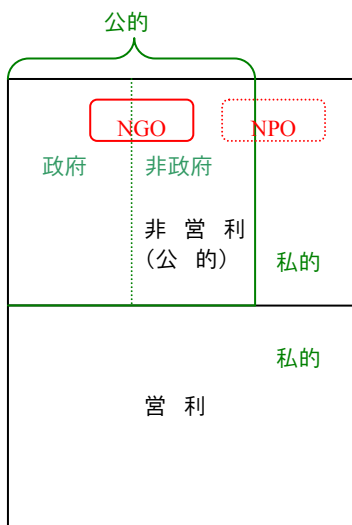 公的
NGO NPO
政府 非政府
非 営 利
(公 的) 私的
私的
営 利